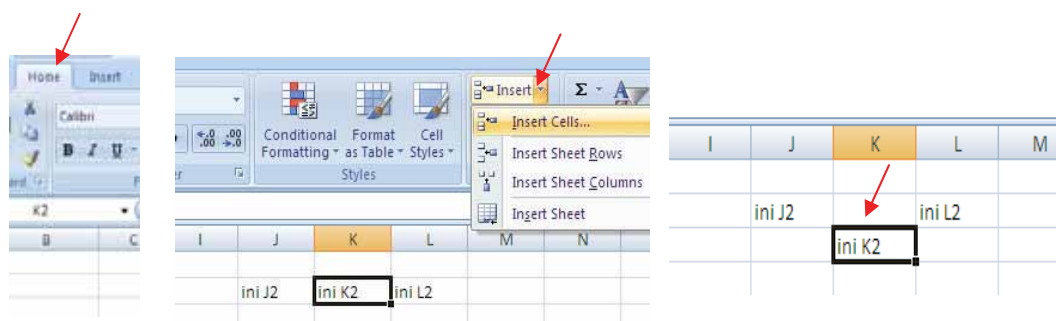 Home Insert
Calibri
B I U
K2
B C
Insert
Σ
Conditional Formatting
Format as Table
Cell Styles
Styles
Insert Cells...
Insert Sheet Rows
Insert Sheet Columns
Insert Sheet
I J K L M N
ini J2 ini K2 ini L2
I J K L M
ini J2 ini L2
ini K2